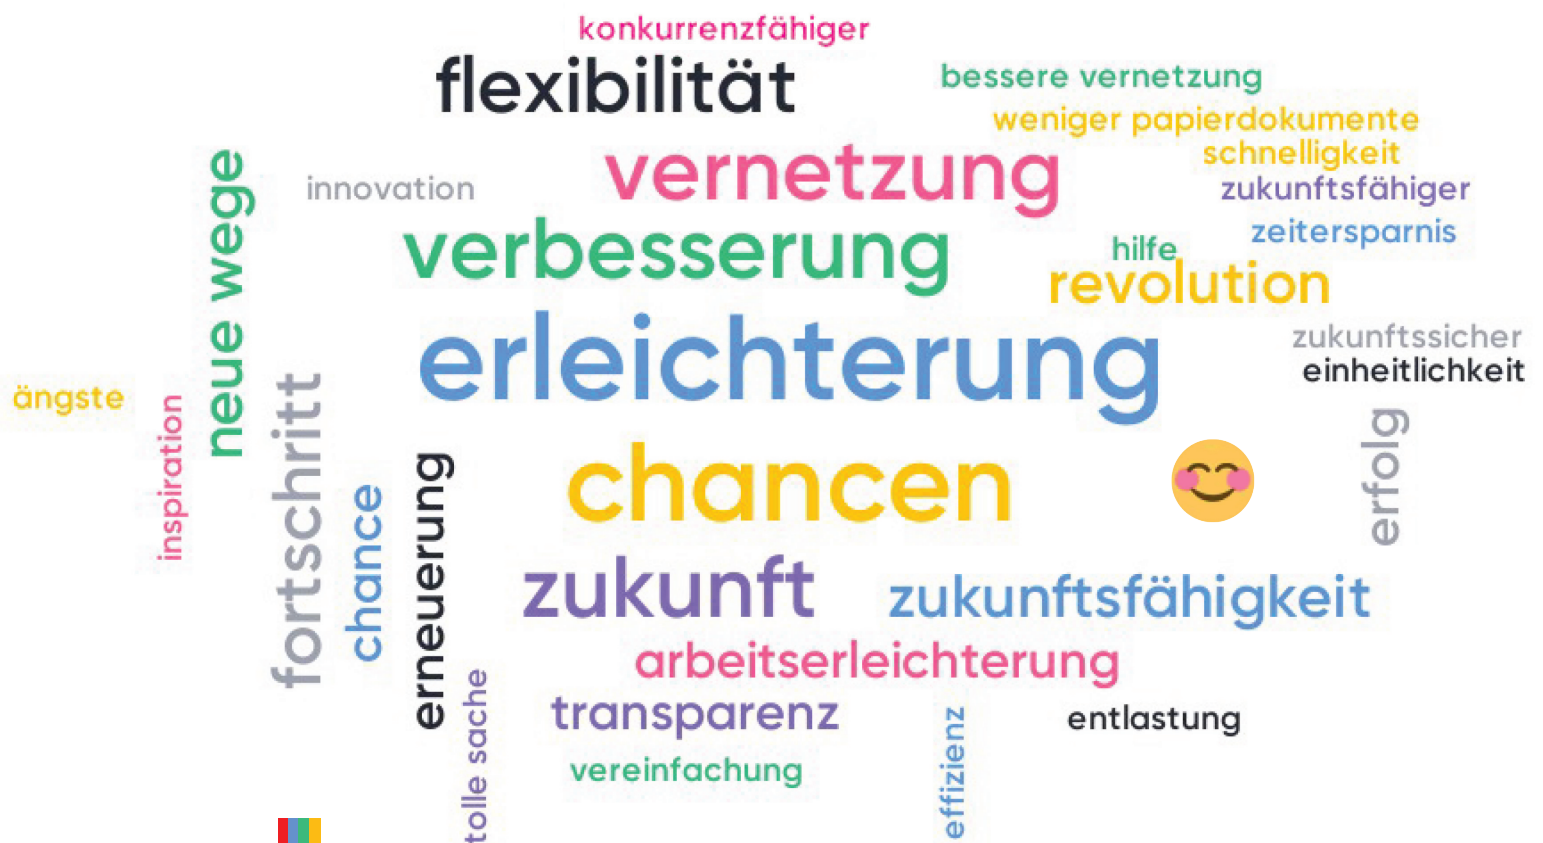 konkurrenzfähiger
flexibilität
bessere vernetzung
weniger papierdokumente
schnelligkeit
vernetzung
innovation
zukunftsfähiger
neue wege
zeitersparnis
hilfe
verbesserung
revolution
zukunftssicher
erleichterung
einheitlichkeit
ängste
inspiration
fortschritt
chance
erneuerung
chancen
erfolg
zukunft
zukunftsfähigkeit
arbeitserleichterung
transparenz
entlastung
tolle sache
vereinfachung
effizienz